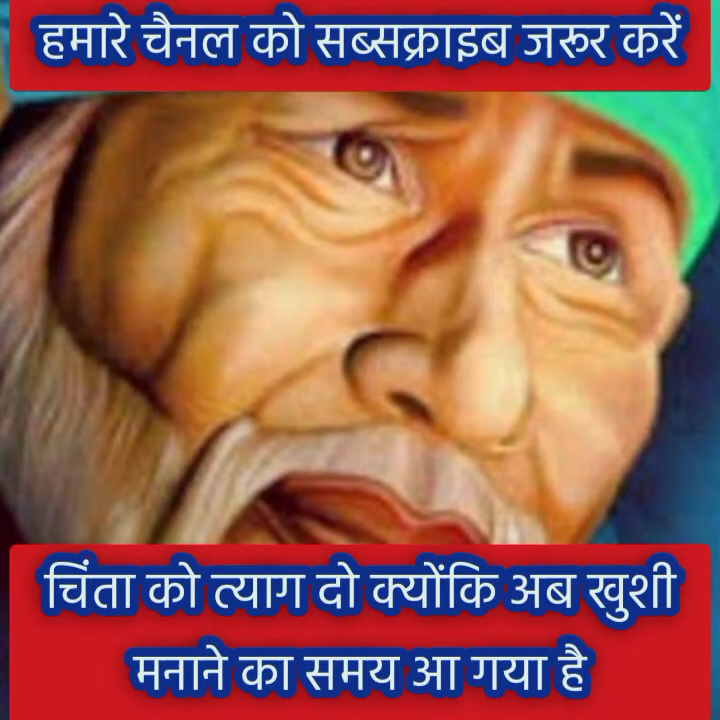 हमारे चैनल को सब्सक्राइब जरूर करें
चिंता को त्याग दो क्योंकि अब खुशी
मनाने का समय आ गया है